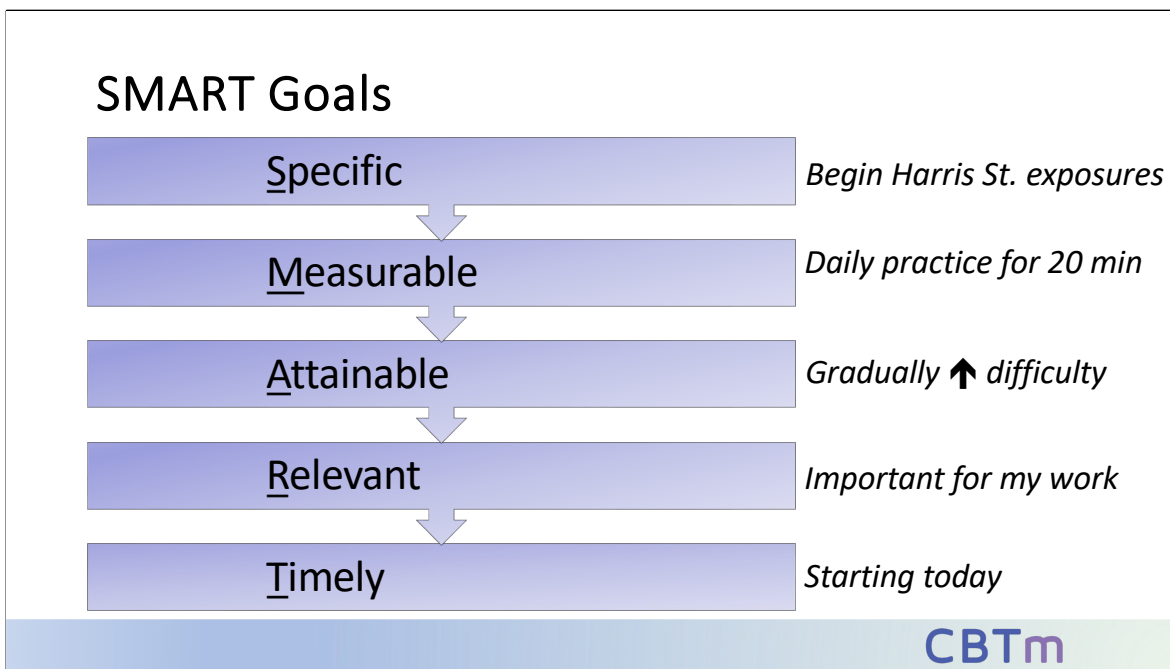 SMART Goals
Specific
Begin Harris St. exposures
Measurable
Daily practice for 20 min
Attainable
Gradually ↑ difficulty
Relevant
Important for my work
Timely
Starting today
CBTm